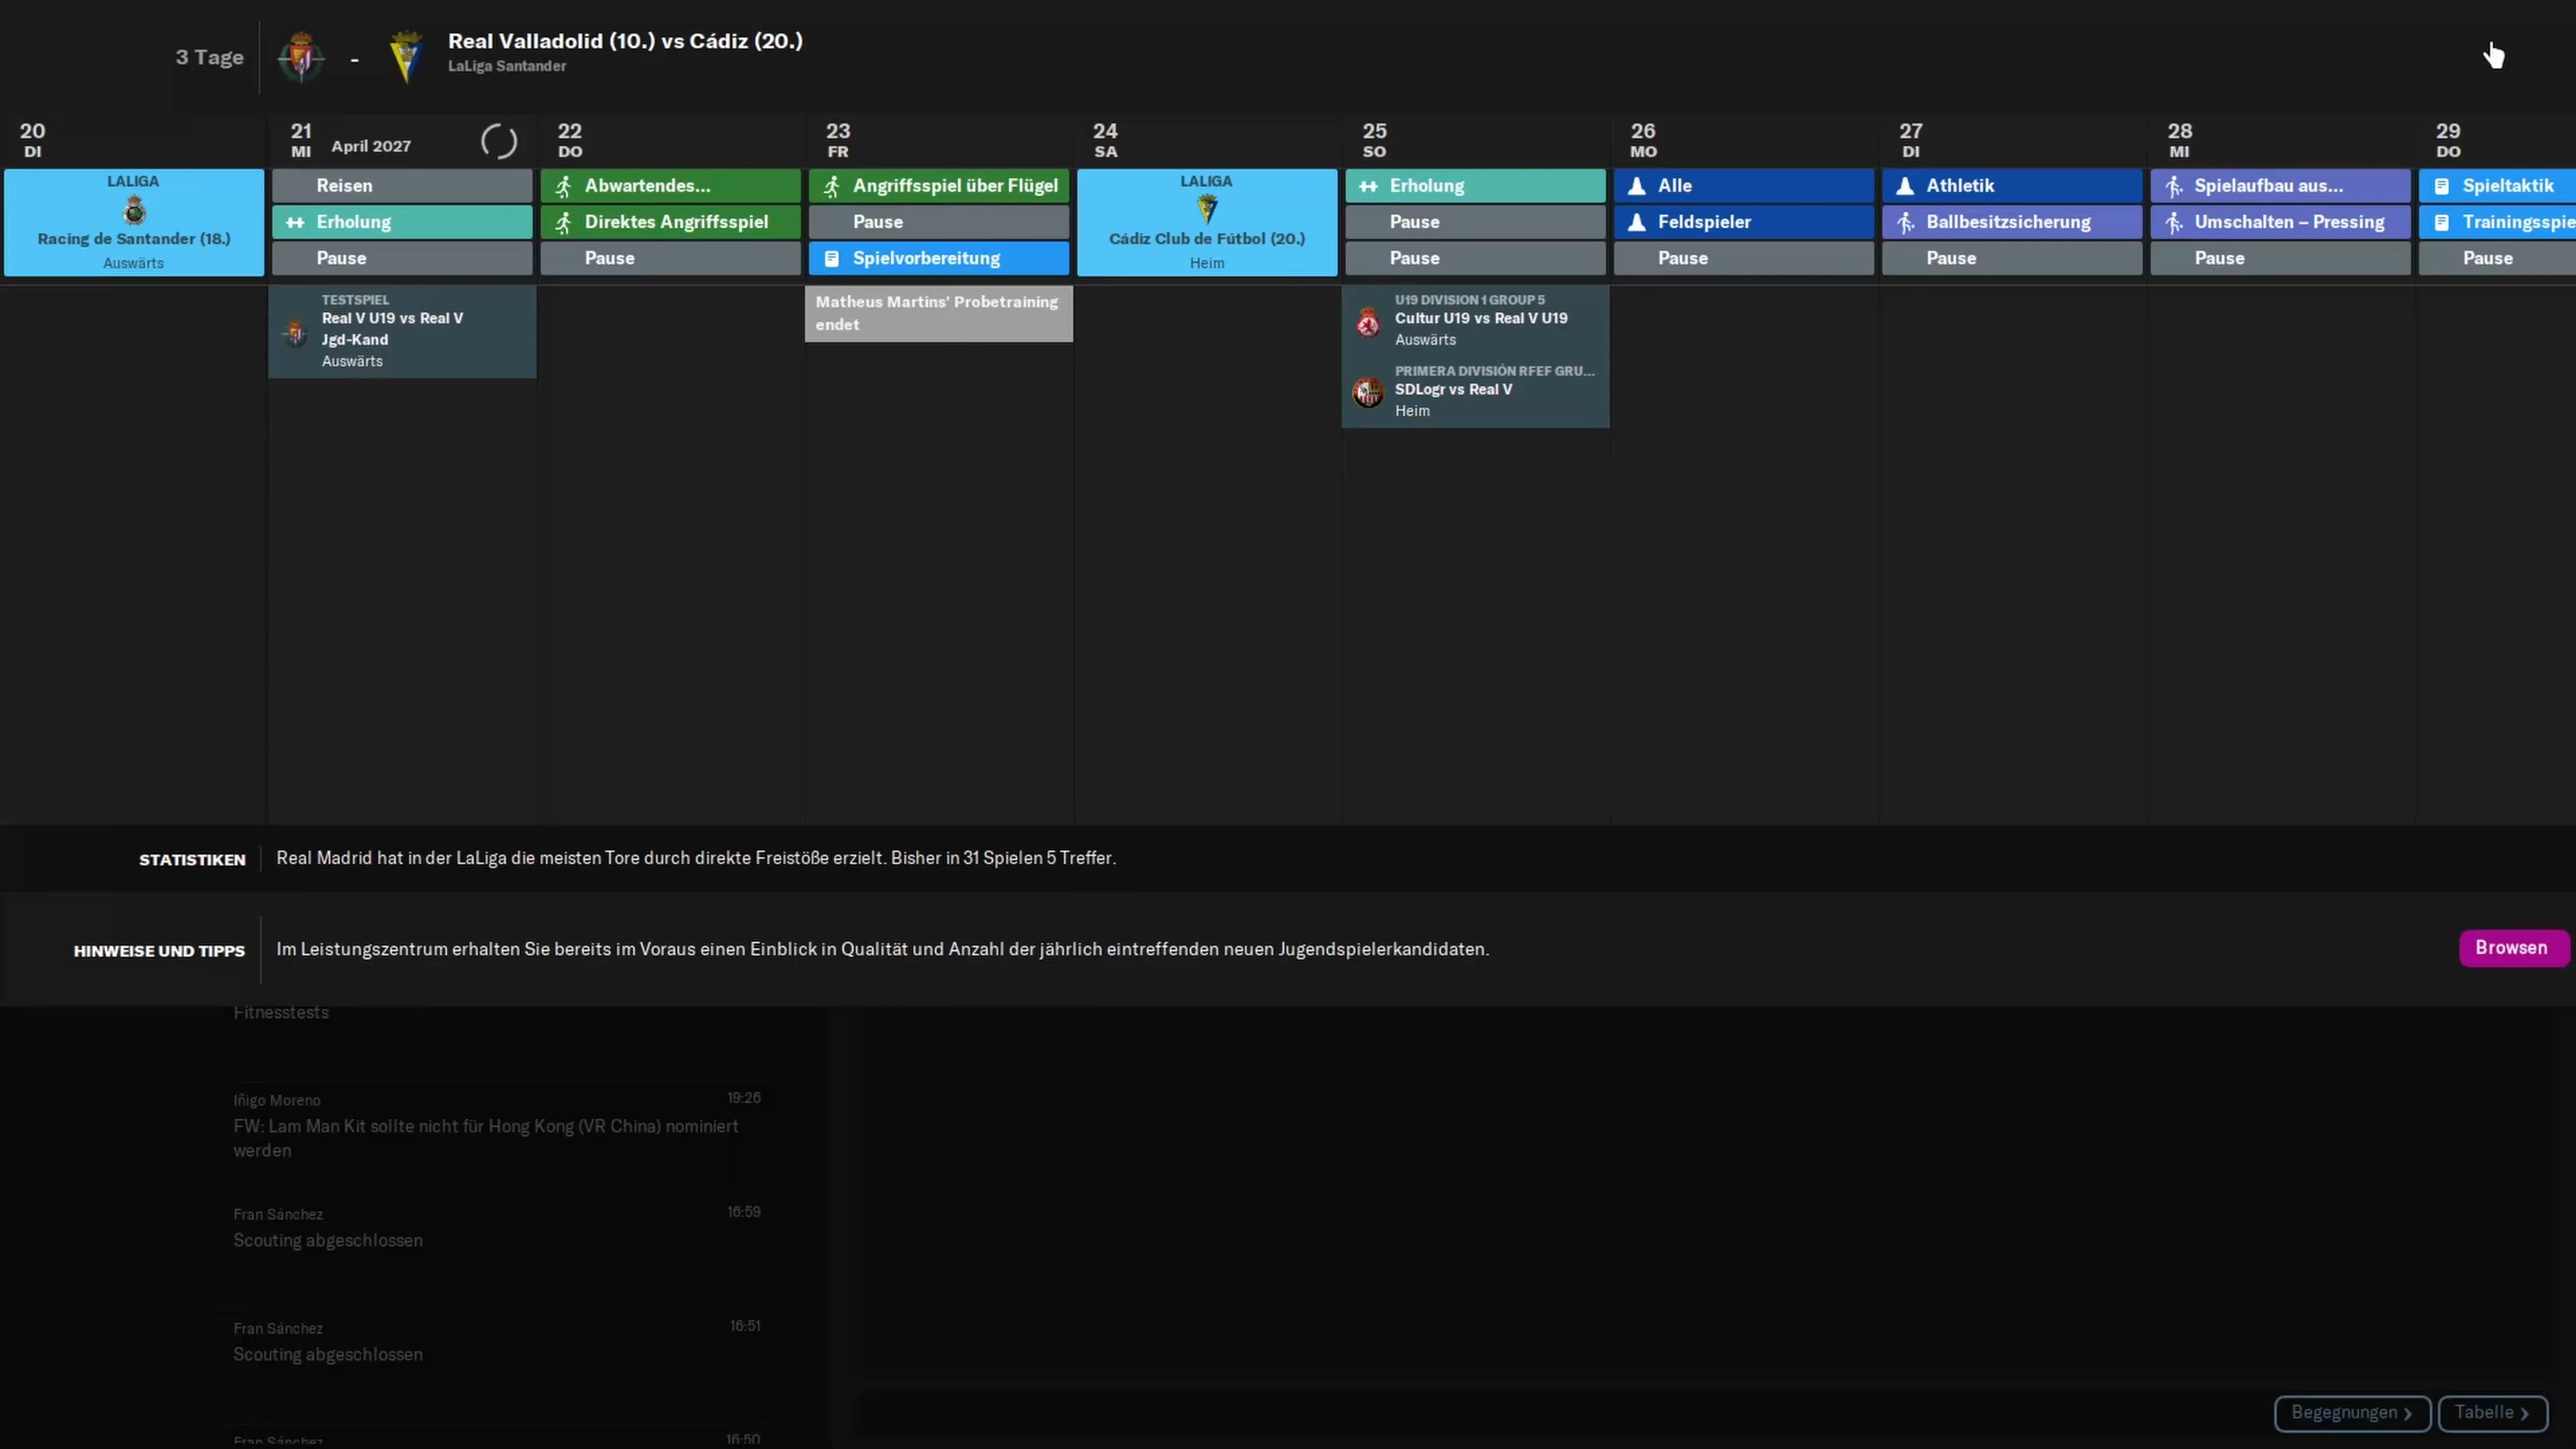 3 Tage
-
Real Valladolid (10.) vs Cádiz (20.)
LaLiga Santander
20
DI
21
MI
April 2027
22
DO
23
FR
24
SA
25
SO
26
MO
27
DI
28
MI
29
DO
LALIGA
Racing de Santander (18.)
Auswärts
Reisen
Erholung
Pause
Abwartendes...
Direktes Angriffsspiel
Pause
Angriffsspiel über Flügel
Pause
Spielvorbereitung
LALIGA
Cádiz Club de Fútbol (20.)
Heim
Erholung
Pause
Pause
Alle
Feldspieler
Pause
Athletik
Ballbesitzsicherung
Pause
Spielaufbau aus...
Umschalten – Pressing
Pause
Spieltaktik
Trainingsspie
Pause
TESTSPIEL
Real V U19 vs Real V
Jgd-Kand
Auswärts
Matheus Martins' Probetraining
endet
U19 DIVISION 1 GROUP 5
Cultur U19 vs Real V U19
Auswärts
PRIMERA DIVISIÓN RFEF GRU...
SDLogr vs Real V
Heim
STATISTIKEN
Real Madrid hat in der LaLiga die meisten Tore durch direkte Freistöße erzielt. Bisher in 31 Spielen 5 Treffer.
HINWEISE UND TIPPS
Im Leistungszentrum erhalten Sie bereits im Voraus einen Einblick in Qualität und Anzahl der jährlich eintreffenden neuen Jugendspielerkandidaten.
Browsen
Fitnesstests
Iñigo Moreno
19:26
FW: Lam Man Kit sollte nicht für Hong Kong (VR China) nominiert
werden
Fran Sánchez
16:59
Scouting abgeschlossen
Fran Sánchez
16:51
Scouting abgeschlossen
Fran Sánchez
16:50
Begegnungen
Tabelle